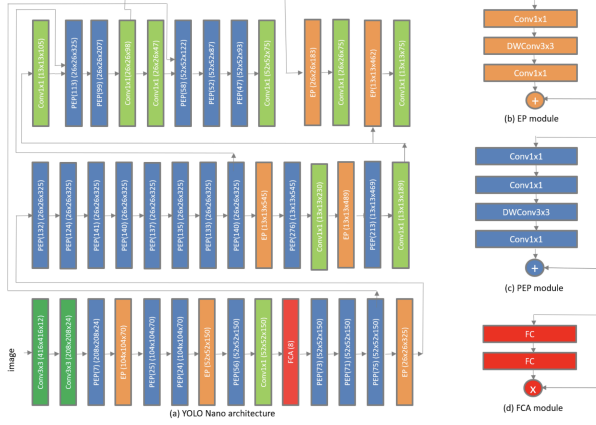 Conv1x1 (13x13x105)
PEP(113) (26x26x325)
PEP(99) (26x26x207)
Conv1x1 (26x26x98)
Conv1x1 (26x26x47)
PEP(58) (52x52x122)
PEP(52) (52x52x87)
PEP(47) (52x52x93)
Conv1x1 (52x52x75)
EP (26x26x183)
Conv1x1 (26x26x75)
EP(13x13x462)
Conv1x1 (13x13x75)
PEP(132) (26x26x325)
PEP(124) (26x26x325)
PEP(141) (26x26x325)
PEP(140) (26x26x325)
PEP(137) (26x26x325)
PEP(135) (26x26x325)
PEP(133) (26x26x325)
PEP(140) (26x26x325)
EP (13x13x545)
PEP(276) (13x13x545)
Conv1x1 (13x13x230)
EP (13x13x489)
PEP(213) (13x13x469)
Conv1x1 (13x13x189)
image
Conv3x3 (416x416x12)
Conv3x3 (208x208x24)
PEP(7) (208x208x24)
EP (104x104x70)
PEP(25) (104x104x70)
PEP(24) (104x104x70)
EP (52x52x150)
PEP(56) (52x52x150)
Conv1x1 (52x52x150)
FCA (8)
PEP(73) (52x52x150)
PEP(71) (52x52x150)
PEP(75) (52x52x150)
EP (26x26x325)
(a) YOLO Nano architecture
Conv1x1
DWConv3x3
Conv1x1
+
(b) EP module
Conv1x1
Conv1x1
DWConv3x3
Conv1x1
+
(c) PEP module
FC
FC
x
(d) FCA module